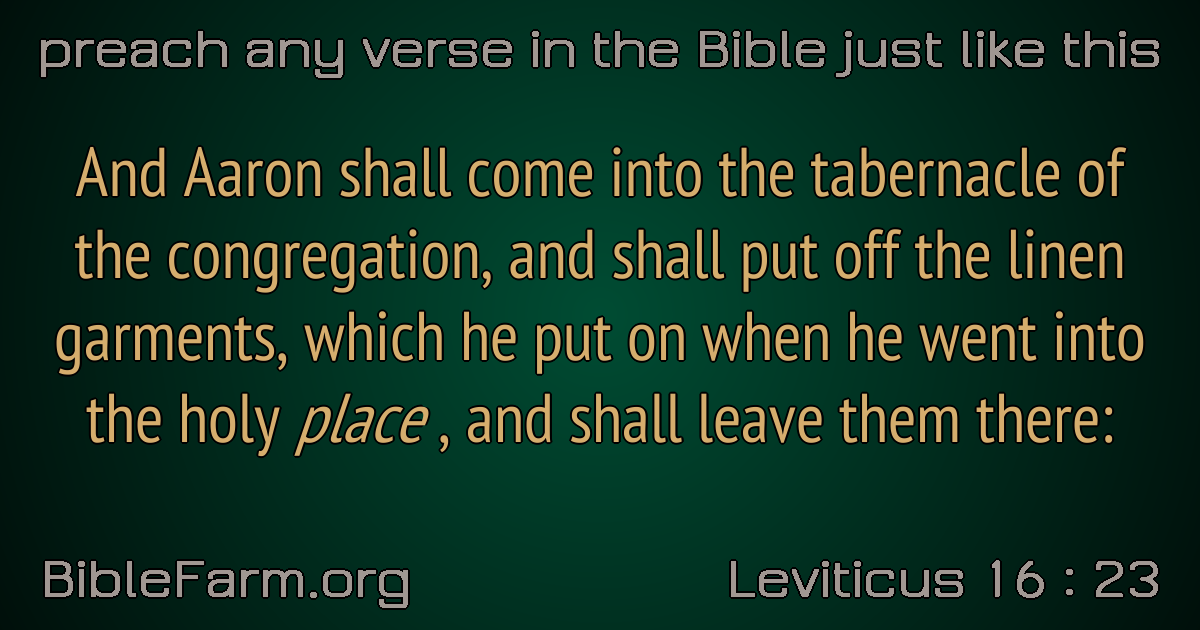 preach any verse in the Bible just like this
And Aaron shall come into the tabernacle of
the congregation, and shall put off the linen
garments, which he put on when he went into
the holy place , and shall leave them there:
BibleFarm.org
Leviticus 16 : 23